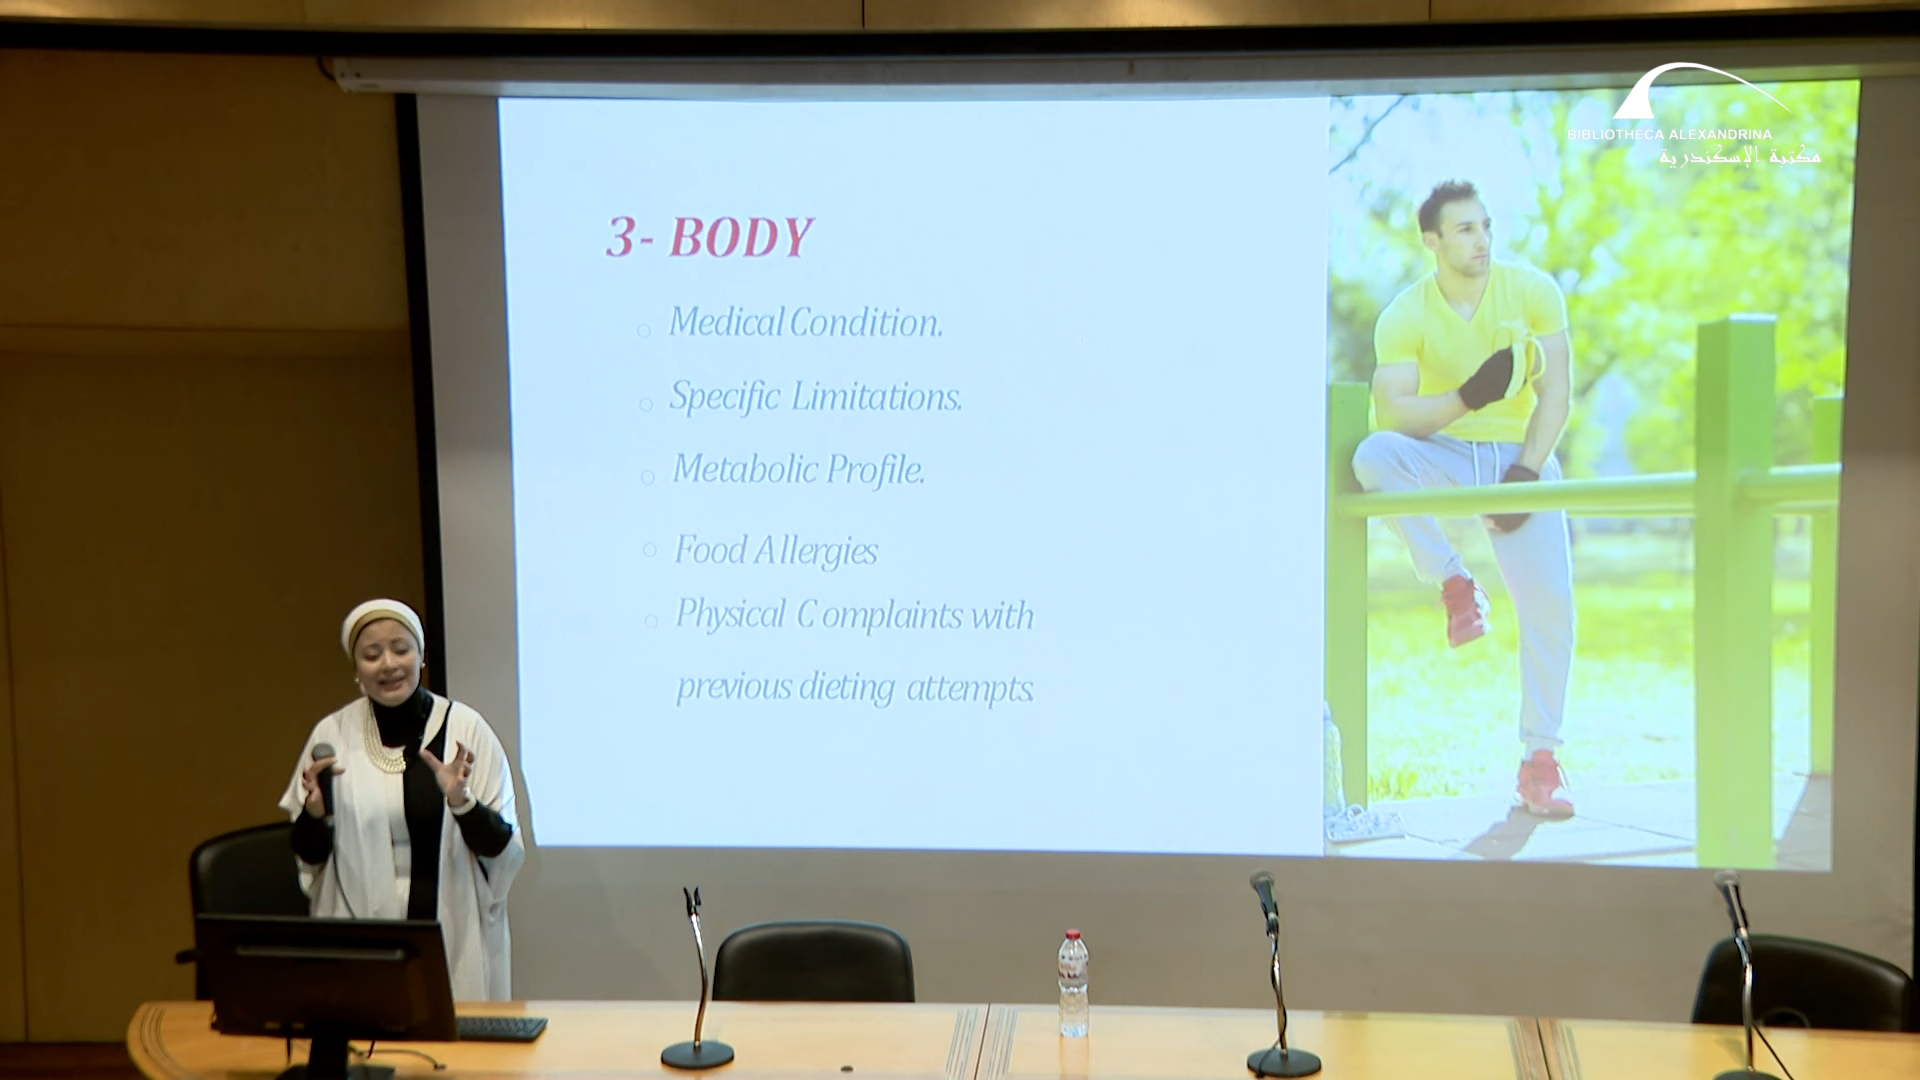 BIBLIOTHECA ALEXANDRINA
مكتبة الإسكندرية
3- BODY
Medical Condition.
Specific Limitations.
Metabolic Profile.
Food Allergies
Physical Complaints with
previous dieting attempts.